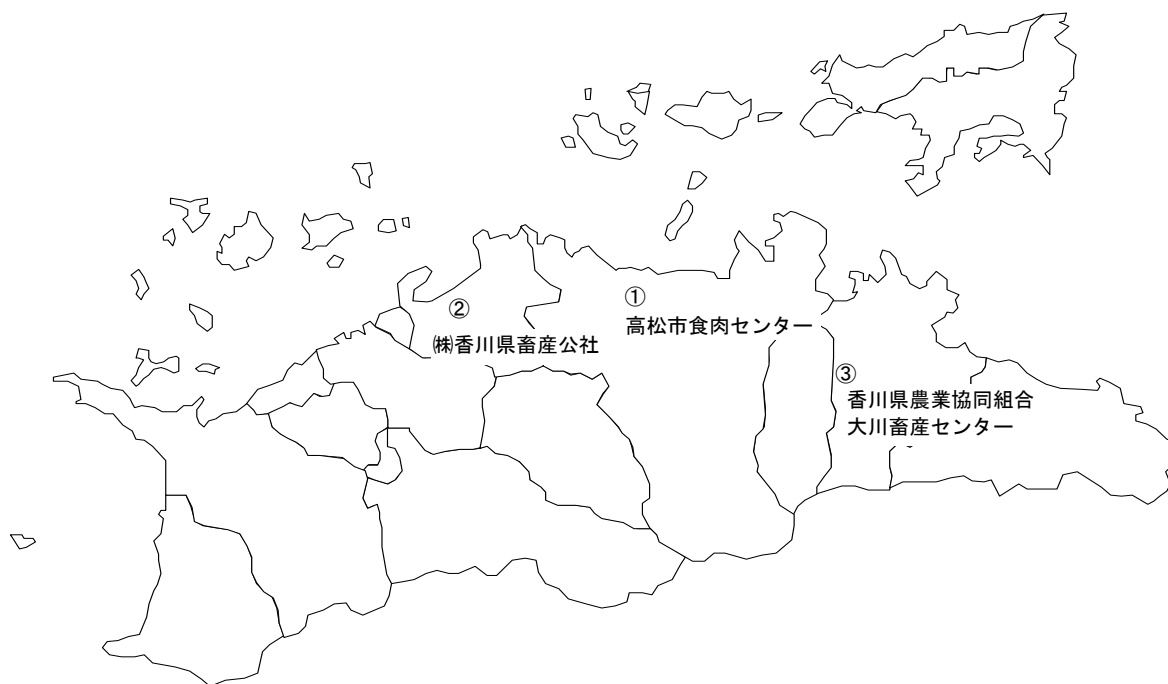 ①
高松市食肉センター
②
㈱香川県畜産公社
③
香川県農業協同組合
大川畜産センター